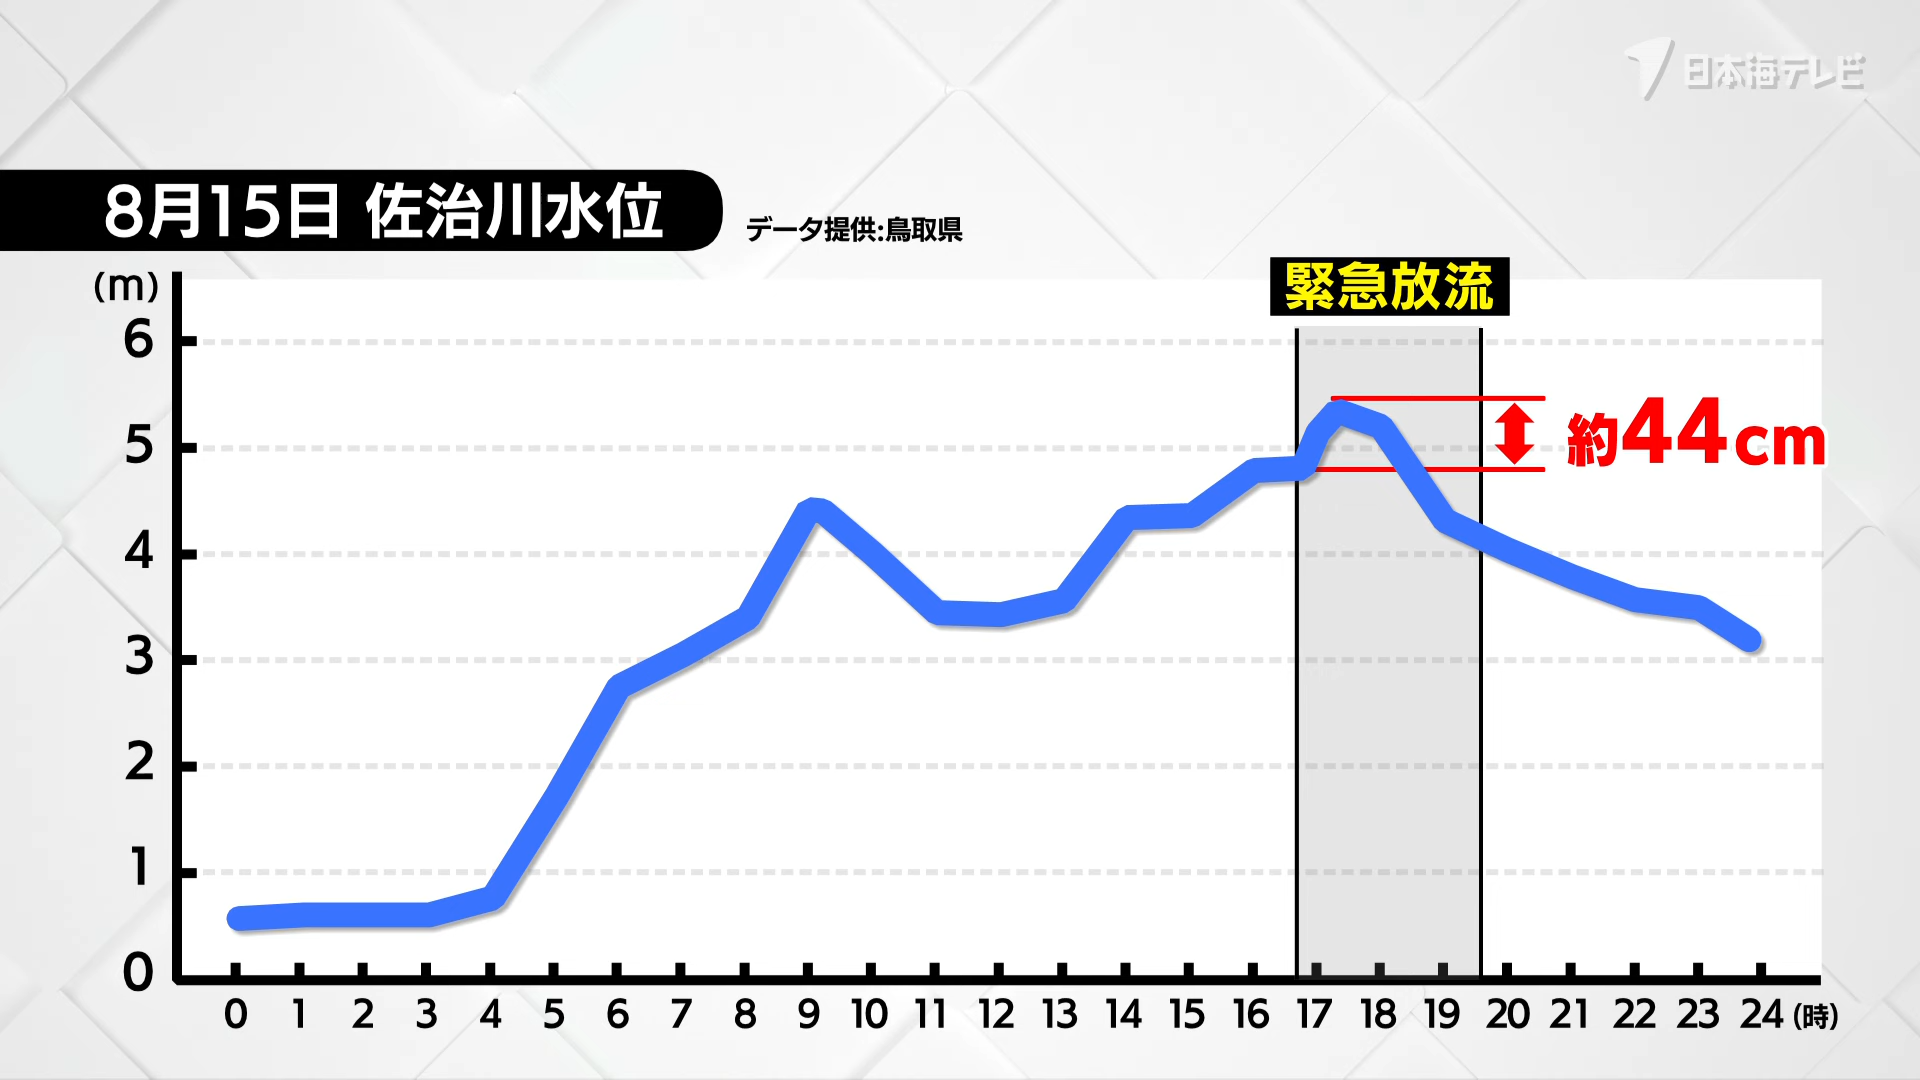 日本海テレビ
8月15日 佐治川水位
データ提供:鳥取県
(m)
緊急放流
約44cm
6
5
4
3
2
1
0
0 1 2 3 4 5 6 7 8 9 10 11 12 13 14 15 16 17 18 19 20 21 22 23 24 (時)